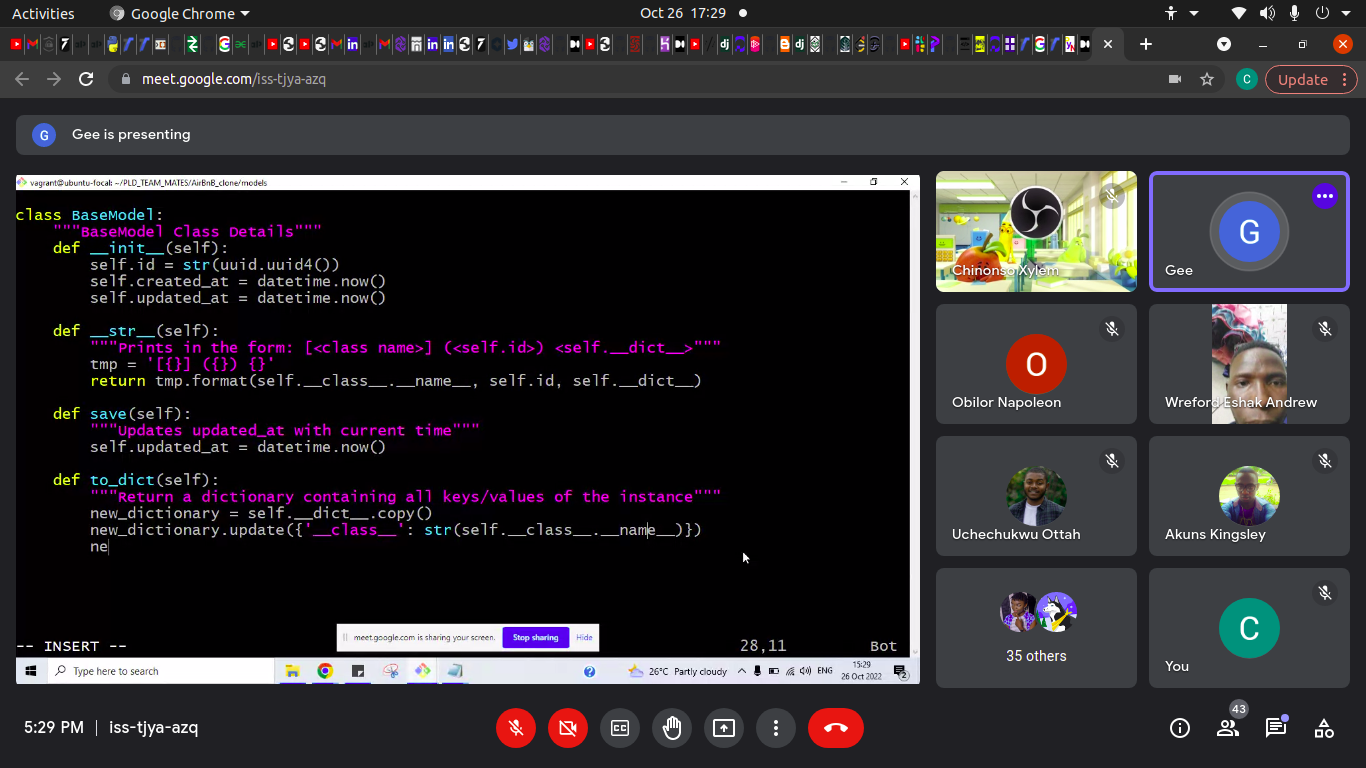 Activities
Google Chrome
Oct 26 17:29
meet.google.com/iss-tjya-azq
C
Update
G
Gee is presenting
vagrant@ubuntu-focal: ~/PLD_TEAM_MATES/AirBnB_clone/models
class BaseModel:
"""BaseModel Class Details"""
def __init__(self):
self.id = str(uuid.uuid4())
self.created_at = datetime.now()
self.updated_at = datetime.now()
def __str__(self):
"""Prints in the form: [<class name>] (<self.id>) <self.__dict__>"""
tmp = '[{}] ({}) {}'
return tmp.format(self.__class__.__name__, self.id, self.__dict__)
def save(self):
"""Updates updated_at with current time"""
self.updated_at = datetime.now()
def to_dict(self):
"""Return a dictionary containing all keys/values of the instance"""
new_dictionary = self.__dict__.copy()
new_dictionary.update({'__class__': str(self.__class__.__name__)})
ne
-- INSERT --
28,11
Bot
meet.google.com is sharing your screen.
Stop sharing
Hide
Type here to search
26°C Partly cloudy
ENG
15:29
26 Oct 2022
2
Chinonso Xylem
G
Gee
O
Obilor Napoleon
Wreford Eshak Andrew
Uchechukwu Ottah
Akuns Kingsley
35 others
C
You
5:29 PM | iss-tjya-azq
43